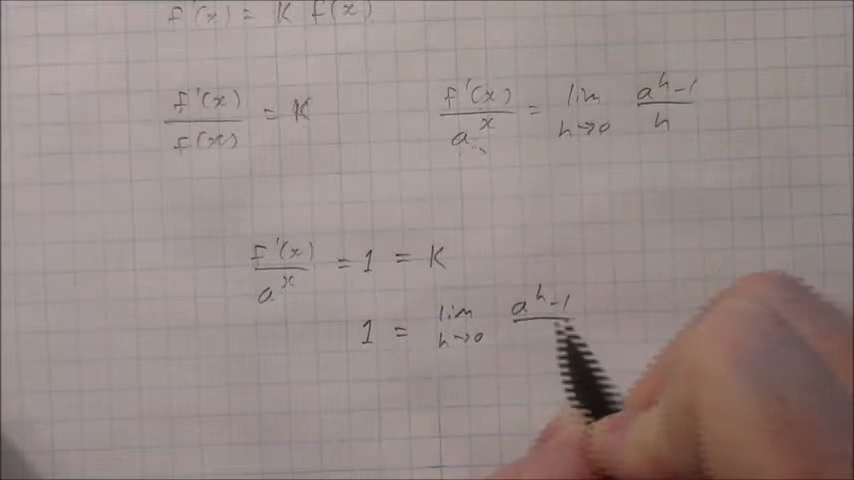 f'(x) = K f(x)
f'(x)/f(x) = K
f'(x)/a^x = lim h→0 a^h-1/h
f'(x)/a^x = 1 = K
1 = lim h→0 a^h-1